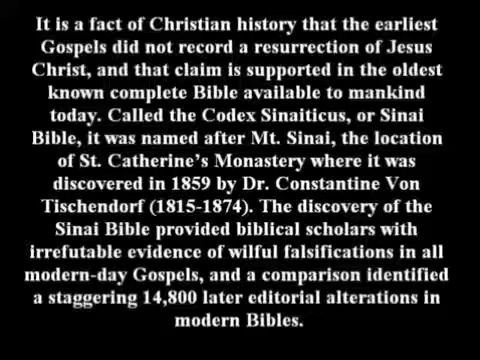 It is a fact of Christian history that the earliest
Gospels did not record a resurrection of Jesus
Christ, and that claim is supported in the oldest
known complete Bible available to mankind
today. Called the Codex Sinaiticus, or Sinai
Bible, it was named after Mt. Sinai, the location
of St. Catherine’s Monastery where it was
discovered in 1859 by Dr. Constantine Von
Tischendorf (1815-1874). The discovery of the
Sinai Bible provided biblical scholars with
irrefutable evidence of wilful falsifications in all
modern-day Gospels, and a comparison identified
a staggering 14,800 later editorial alterations in
modern Bibles.